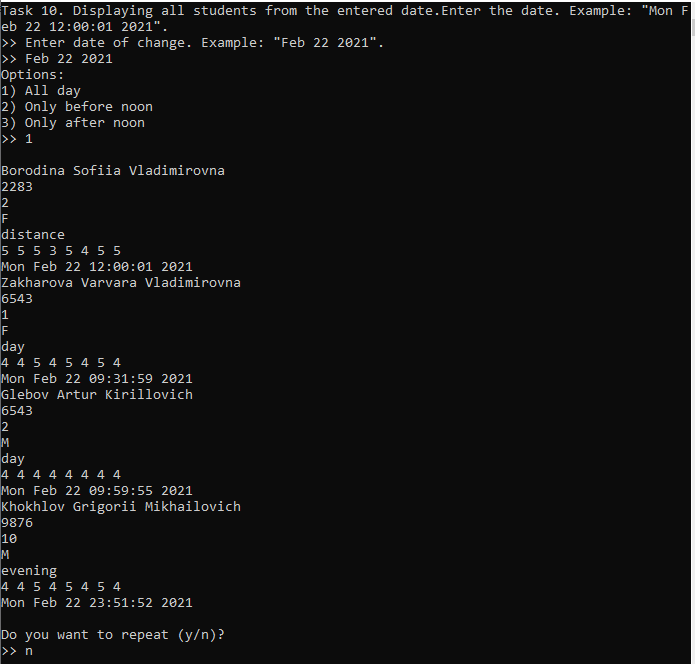 Task 10. Displaying all students from the entered date.Enter the date. Example: "Mon F
eb 22 12:00:01 2021".
>> Enter date of change. Example: "Feb 22 2021".
>> Feb 22 2021
Options:
1) All day
2) Only before noon
3) Only after noon
>> 1
Borodina Sofiia Vladimirovna
2283
2
F
distance
5 5 5 3 5 4 5 5
Mon Feb 22 12:00:01 2021
Zakharova Varvara Vladimirovna
6543
1
F
day
4 4 5 4 5 4 5 4
Mon Feb 22 09:31:59 2021
Glebov Artur Kirillovich
6543
2
M
day
4 4 4 4 4 4 4 4
Mon Feb 22 09:59:55 2021
Khokhlov Grigorii Mikhailovich
9876
10
M
evening
4 4 5 4 5 4 5 4
Mon Feb 22 23:51:52 2021
Do you want to repeat (y/n)?
>> n